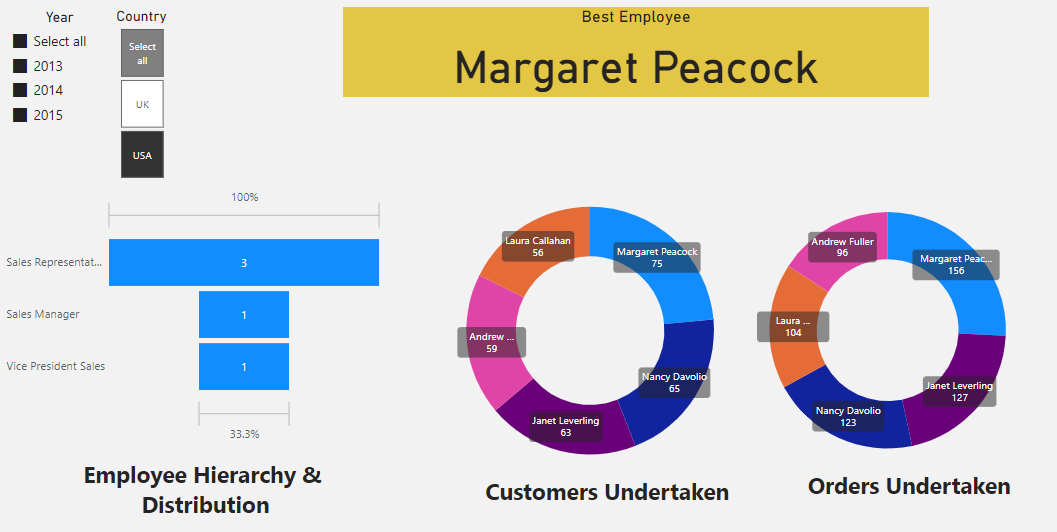 Year
Select all
2013
2014
2015
Country
Select
all
UK
USA
Best Employee
Margaret Peacock
100%
Sales Representat...
3
Sales Manager
1
Vice President Sales
1
33.3%
Employee Hierarchy &
Distribution
Laura Callahan
56
Margaret Peacock
75
Andrew ...
59
Nancy Davolio
65
Janet Leverling
63
Customers Undertaken
Andrew Fuller
96
Margaret Peac...
156
Laura ...
104
Janet Leverling
127
Nancy Davolio
123
Orders Undertaken